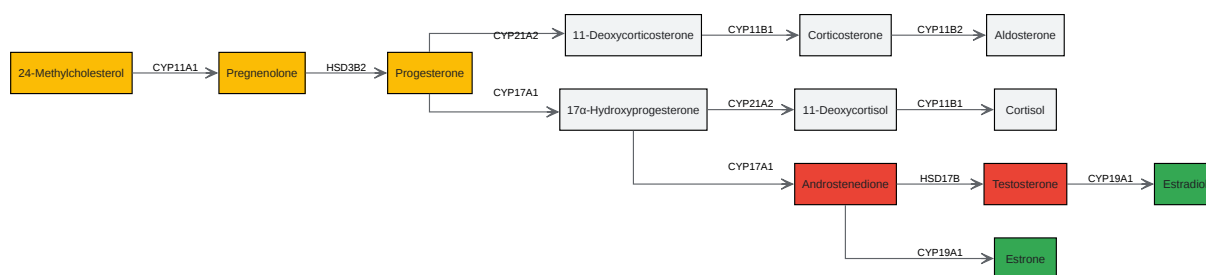 CYP21A2
11-Deoxycorticosterone
CYP11B1
Corticosterone
CYP11B2
Aldosterone
24-Methylcholesterol
CYP11A1
Pregnenolone
HSD3B2
Progesterone
CYP17A1
17α-Hydroxyprogesterone
CYP21A2
11-Deoxycortisol
CYP11B1
Cortisol
CYP17A1
Androstenedione
HSD17B
Testosterone
CYP19A1
Estradiol
CYP19A1
Estrone